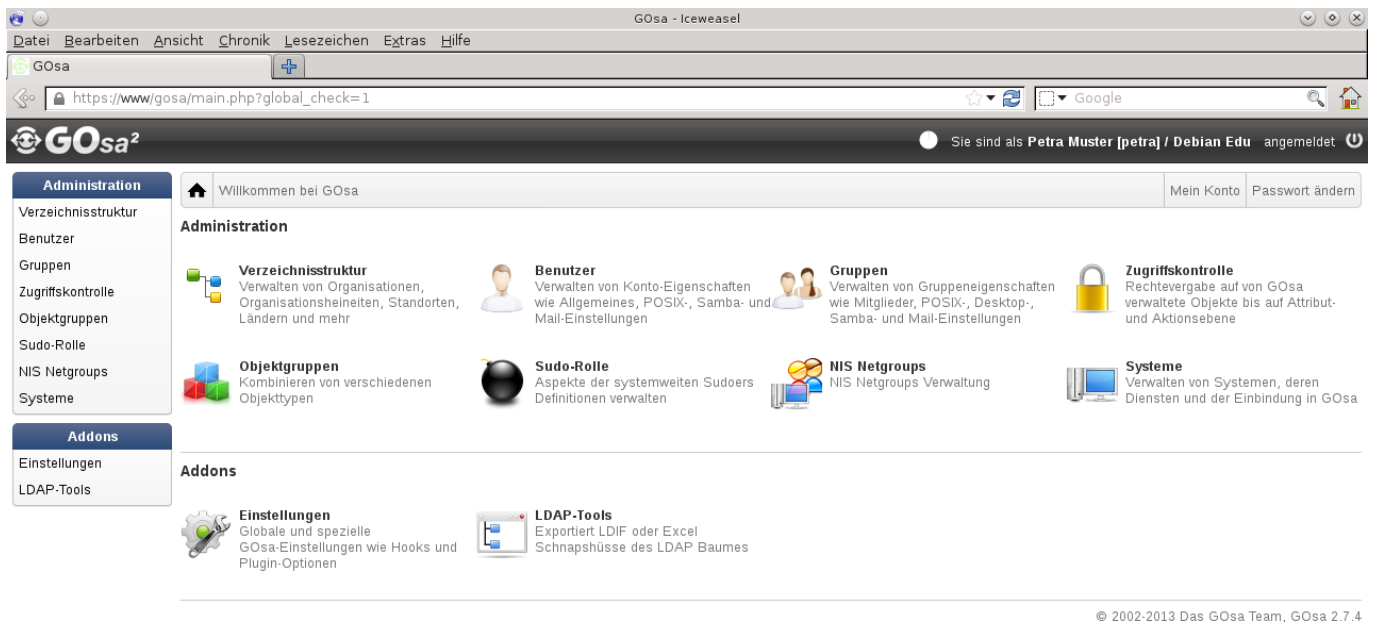 GOsa - Iceweasel
Datei Bearbeiten Ansicht Chronik Lesezeichen Extras Hilfe
GOsa
https://www/gosa/main.php?global_check=1
Google
GOsa²
Sie sind als Petra Muster [petra] / Debian Edu angemeldet
Administration
Verzeichnisstruktur
Benutzer
Gruppen
Zugriffskontrolle
Objektgruppen
Sudo-Rolle
NIS Netgroups
Systeme
Addons
Einstellungen
LDAP-Tools
Willkommen bei GOsa
Mein Konto
Passwort ändern
Administration
Verzeichnisstruktur
Verwalten von Organisationen,
Organisationsheineiten, Standorten,
Ländern und mehr
Benutzer
Verwalten von Konto-Eigenschaften
wie Allgemeines, POSIX-, Samba- und
Mail-Einstellungen
Gruppen
Verwalten von Gruppeneigenschaften
wie Mitglieder, POSIX-, Desktop-,
Samba- und Mail-Einstellungen
Zugriffskontrolle
Rechtevergabe auf von GOsa
verwaltete Objekte bis auf Attribut-
und Aktionsebene
Objektgruppen
Kombinieren von verschiedenen
Objekttypen
Sudo-Rolle
Aspekte der systemweiten Sudoers
Definitionen verwalten
NIS Netgroups
NIS Netgroups Verwaltung
Systeme
Verwalten von Systemen, deren
Diensten und der Einbindung in GOsa
Addons
Einstellungen
Globale und spezielle
GOsa-Einstellungen wie Hooks und
Plugin-Optionen
LDAP-Tools
Exportiert LDIF oder Excel
Schnapshüsse des LDAP Baumes
© 2002-2013 Das GOsa Team, GOsa 2.7.4